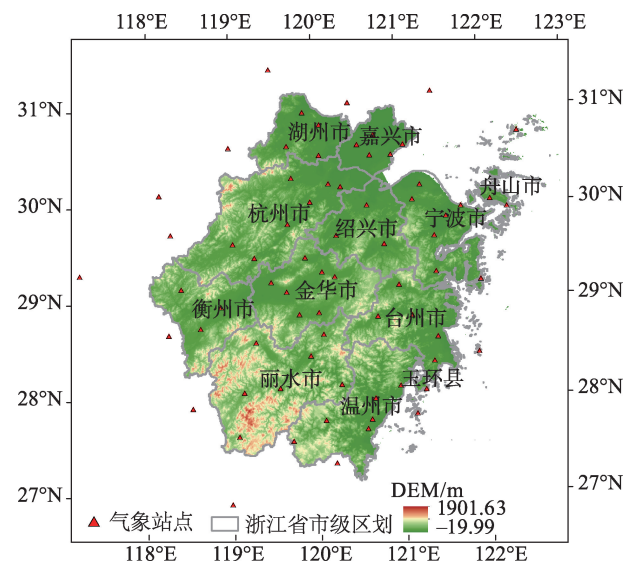 118°E 119°E 120°E 121°E 122°E 123°E
31°N 31°N
湖州市 嘉兴市
舟山市
30°N 30°N
杭州市 绍兴市 宁波市
29°N 29°N
衢州市 金华市 台州市
28°N 28°N
丽水市 玉环县
温州市
27°N 27°N
DEM/m
1901.63
−19.99
气象站点 浙江省市级区划
118°E 119°E 120°E 121°E 122°E